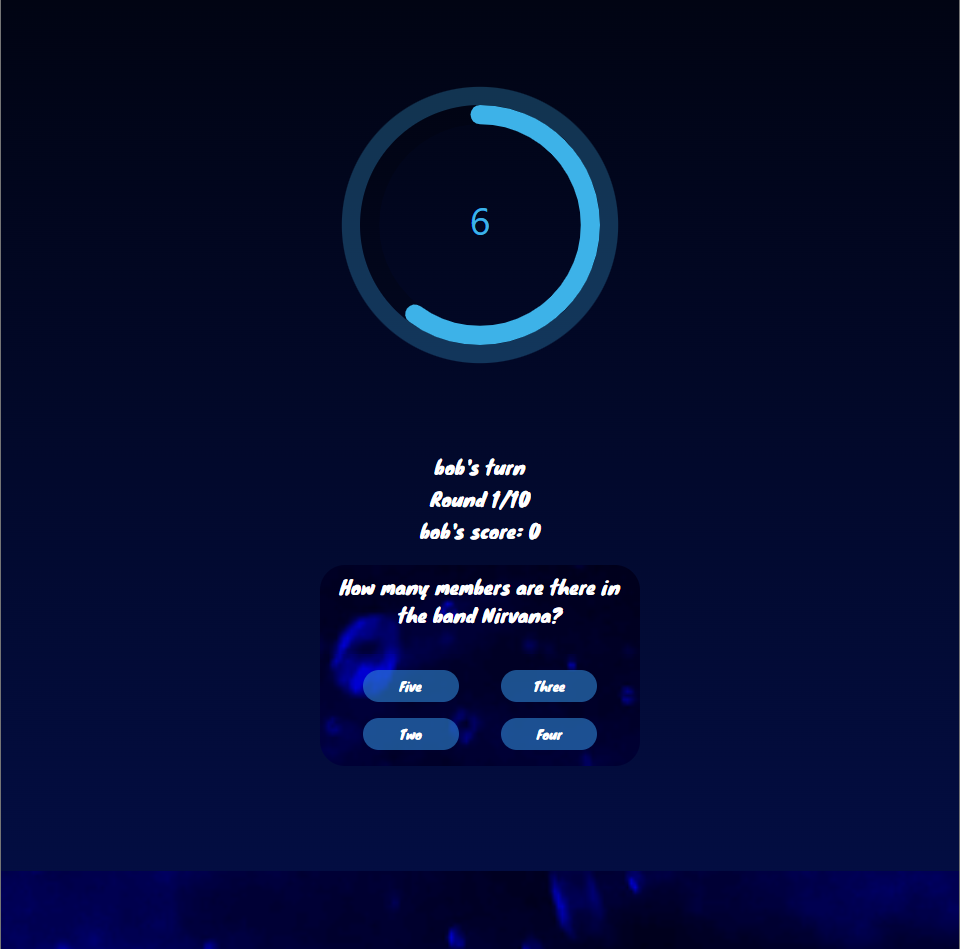 6
bob's turn
Round 1/10
bob's score: 0
How many members are there in
the band Nirvana?
Five
Three
Two
Four